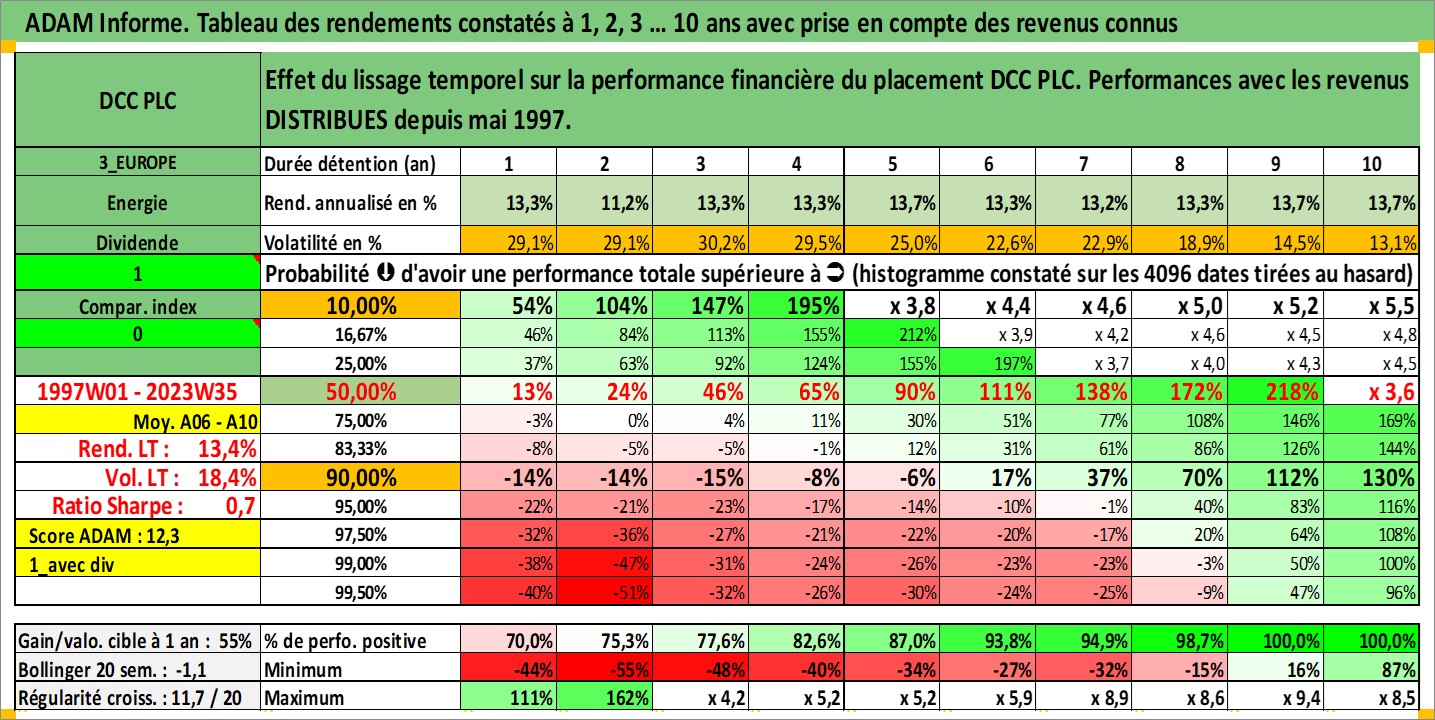 ADAM Informe. Tableau des rendements constatés à 1, 2, 3 ... 10 ans avec prise en compte des revenus connus
DCC PLC
Effet du lissage temporel sur la performance financière du placement DCC PLC. Performances avec les revenus
DISTRIBUES depuis mai 1997.
3_EUROPE Durée détention (an) 1 2 3 4 5 6 7 8 9 10
Energie Rend. annualisé en % 13,3% 11,2% 13,3% 13,3% 13,7% 13,3% 13,2% 13,3% 13,7% 13,7%
Dividende Volatilité en % 29,1% 29,1% 30,2% 29,5% 25,0% 22,6% 22,9% 18,9% 14,5% 13,1%
1 Probabilité 🡇 d'avoir une performance totale supérieure à ➲ (histogramme constaté sur les 4096 dates tirées au hasard)
Compar. index 10,00% 54% 104% 147% 195% x 3,8 x 4,4 x 4,6 x 5,0 x 5,2 x 5,5
0 16,67% 46% 84% 113% 155% 212% x 3,9 x 4,2 x 4,6 x 4,5 x 4,8
25,00% 37% 63% 92% 124% 155% 197% x 3,7 x 4,0 x 4,3 x 4,5
1997W01 - 2023W35 50,00% 13% 24% 46% 65% 90% 111% 138% 172% 218% x 3,6
Moy. A06 - A10 75,00% -3% 0% 4% 11% 30% 51% 77% 108% 146% 169%
Rend. LT : 13,4% 83,33% -8% -5% -5% -1% 12% 31% 61% 86% 126% 144%
Vol. LT : 18,4% 90,00% -14% -14% -15% -8% -6% 17% 37% 70% 112% 130%
Ratio Sharpe : 0,7 95,00% -22% -21% -23% -17% -14% -10% -1% 40% 83% 116%
Score ADAM : 12,3 97,50% -32% -36% -27% -21% -22% -20% -17% 20% 64% 108%
1_avec div 99,00% -38% -47% -31% -24% -26% -23% -23% -3% 50% 100%
99,50% -40% -51% -32% -26% -30% -24% -25% -9% 47% 96%
Gain/valo. cible à 1 an : 55% % de perfo. positive 70,0% 75,3% 77,6% 82,6% 87,0% 93,8% 94,9% 98,7% 100,0% 100,0%
Bollinger 20 sem. : -1,1 Minimum -44% -55% -48% -40% -34% -27% -32% -15% 16% 87%
Régularité croiss. : 11,7 / 20 Maximum 111% 162% x 4,2 x 5,2 x 5,2 x 5,9 x 8,9 x 8,6 x 9,4 x 8,5